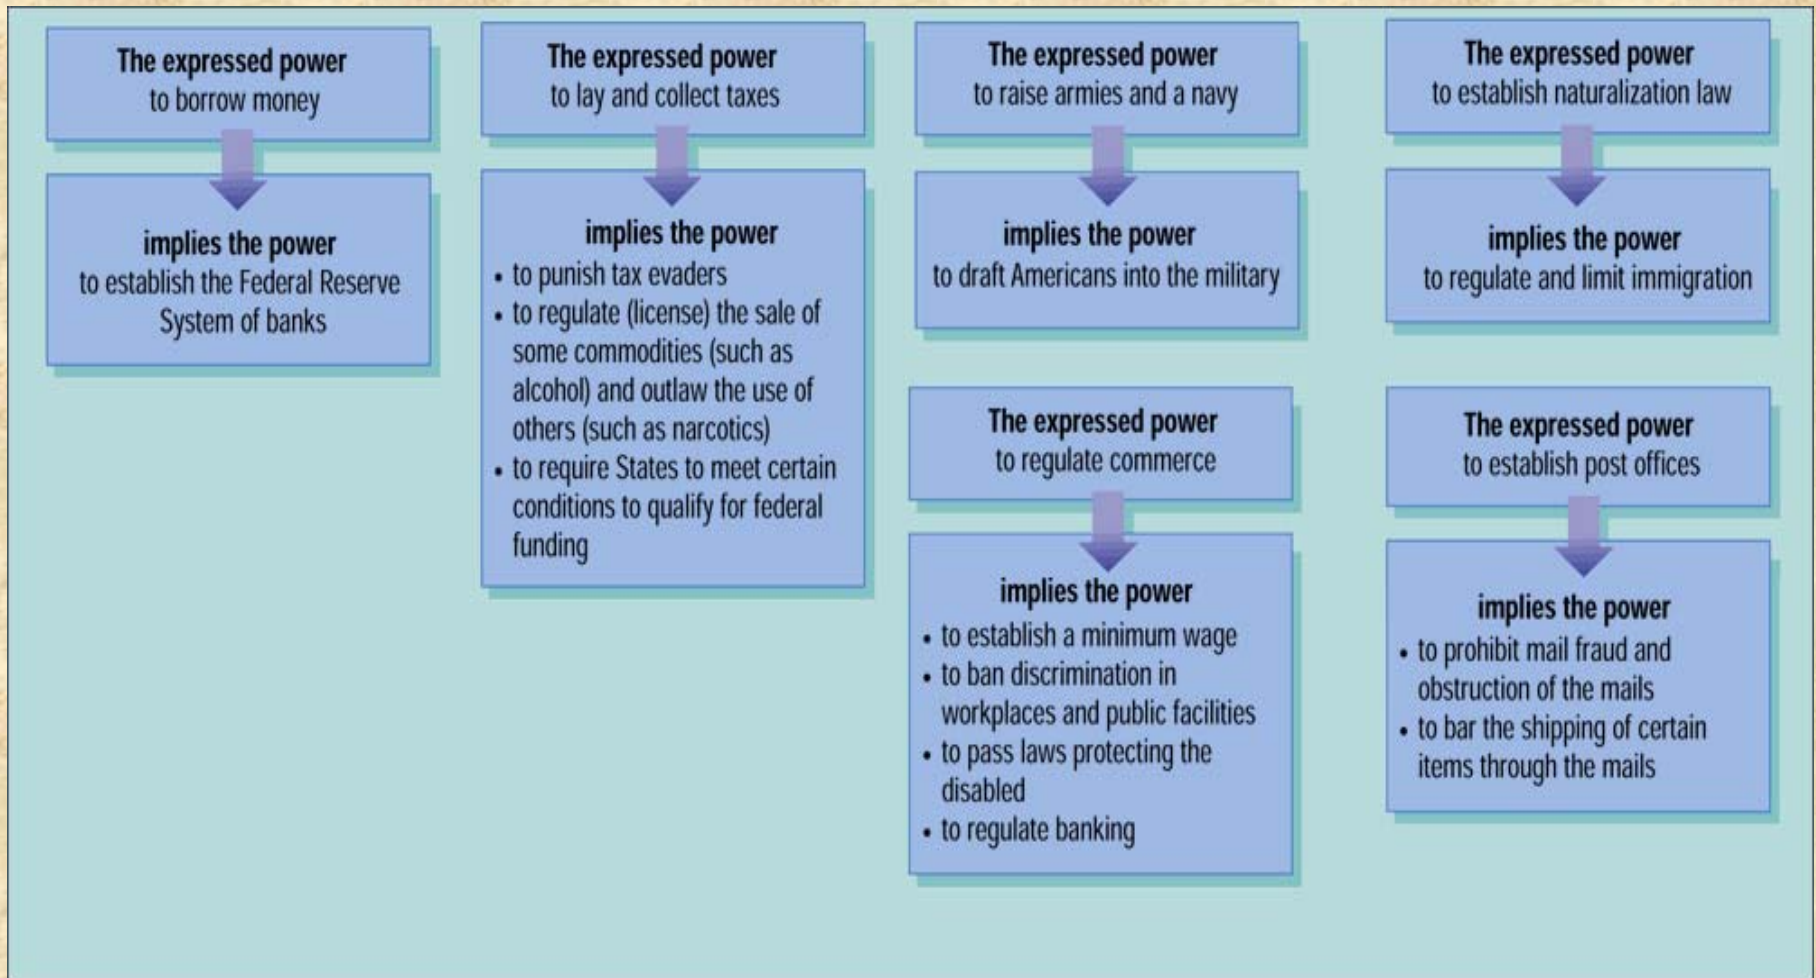 The expressed power
to borrow money
implies the power
to establish the Federal Reserve
System of banks
The expressed power
to lay and collect taxes
implies the power
• to punish tax evaders
• to regulate (license) the sale of
some commodities (such as
alcohol) and outlaw the use of
others (such as narcotics)
• to require States to meet certain
conditions to qualify for federal
funding
The expressed power
to raise armies and a navy
implies the power
to draft Americans into the military
The expressed power
to establish naturalization law
implies the power
to regulate and limit immigration
The expressed power
to regulate commerce
implies the power
• to establish a minimum wage
• to ban discrimination in
workplaces and public facilities
• to pass laws protecting the
disabled
• to regulate banking
The expressed power
to establish post offices
implies the power
• to prohibit mail fraud and
obstruction of the mails
• to bar the shipping of certain
items through the mails